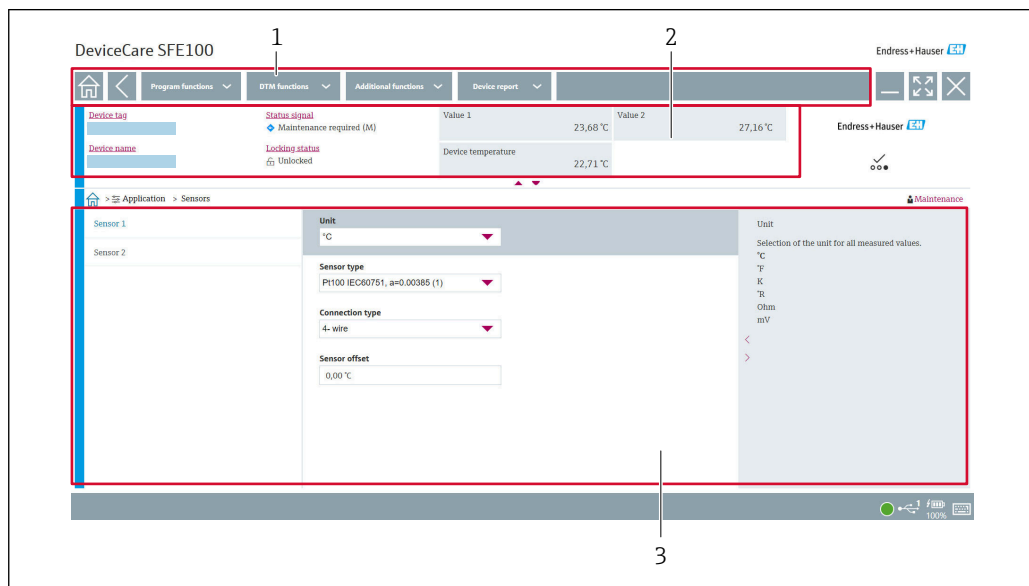 1
2
DeviceCare SFE100
Endress+Hauser EH
Program functions
DTM functions
Additional functions
Device report
Device tag
Status signal
Maintenance required (M)
Value 1
23,68 °C
Value 2
27,16 °C
Endress+Hauser EH
Device name
Locking status
Unlocked
Device temperature
22,71 °C
> Application > Sensors
Maintenance
Sensor 1
Sensor 2
Unit
°C
Sensor type
Pt100 IEC60751, a=0.00385 (1)
Connection type
4- wire
Sensor offset
0,00 °C
Unit
Selection of the unit for all measured values.
°C
°F
K
°R
Ohm
mV
<
>
1
100%
3